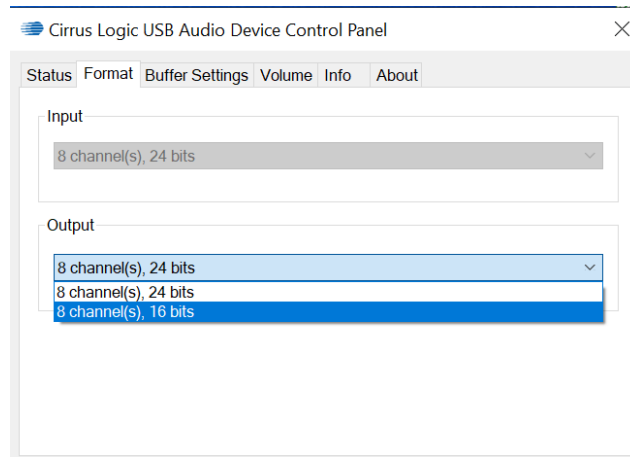 Cirrus Logic USB Audio Device Control Panel
Status Format Buffer Settings Volume Info About
Input
8 channel(s), 24 bits
Output
8 channel(s), 24 bits
8 channel(s), 24 bits
8 channel(s), 16 bits